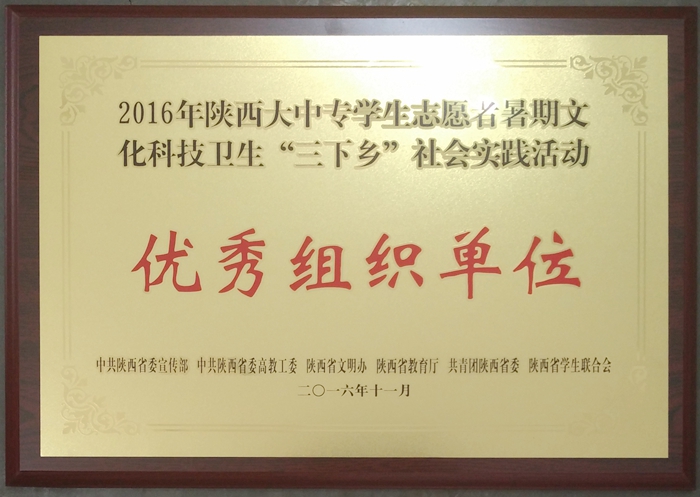 2016年陕西大中专学生志愿者暑期文
化科技卫生“三下乡”社会实践活动
优秀组织单位
中共陕西省委宣传部 中共陕西省委高教工委 陕西省文明办 陕西省教育厅 共青团陕西省委 陕西省学生联合会
二〇一六年十一月